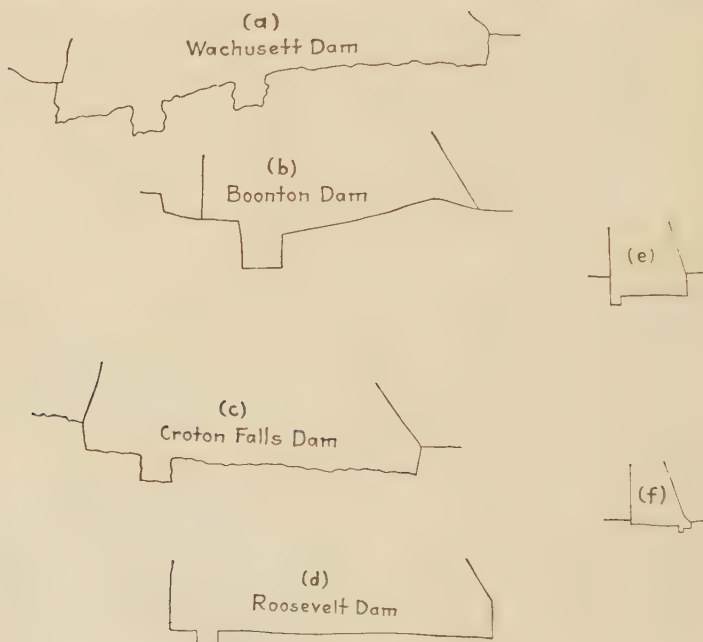 (a)
Wachusett Dam
(b)
Boonton Dam
(e)
(c)
Croton Falls Dam
(f)
(d)
Roosevelt Dam